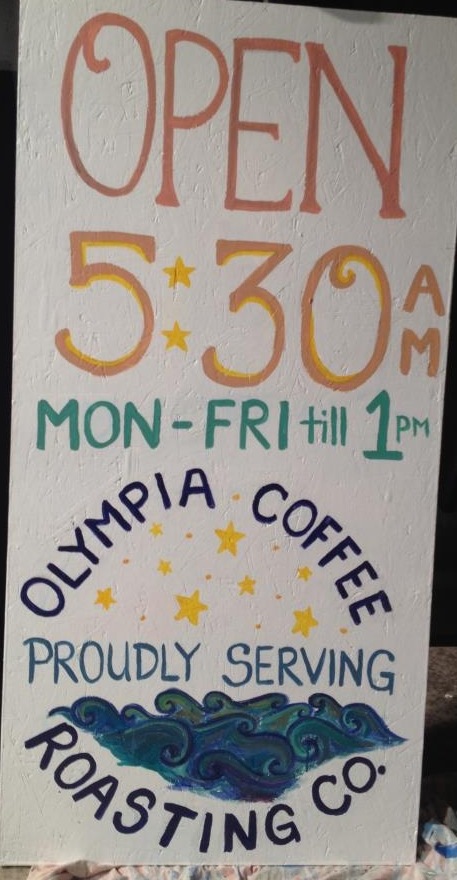 OPEN
5:30 AM
MON-FRI till 1PM
OLYMPIA COFFEE
PROUDLY SERVING
ROASTING CO.